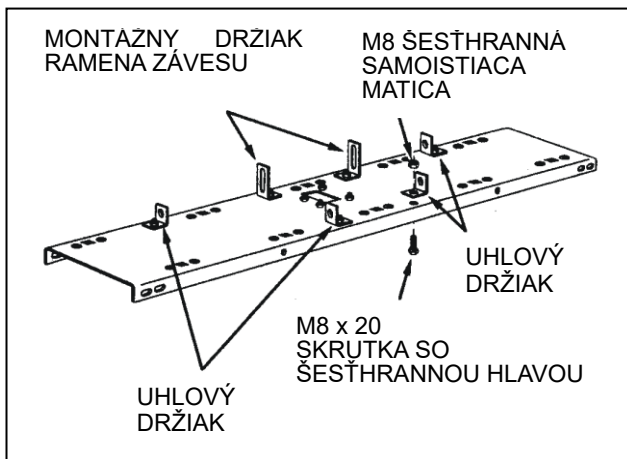 MONTÁŽNY DRŽIAK
RAMENA ZÁVESU
M8 ŠESŤHRANNÁ
SAMOISTIACA
MATICA
UHLOVÝ
DRŽIAK
M8 x 20
SKRUTKA SO
ŠESŤHRANNOU HLAVOU
UHLOVÝ
DRŽIAK